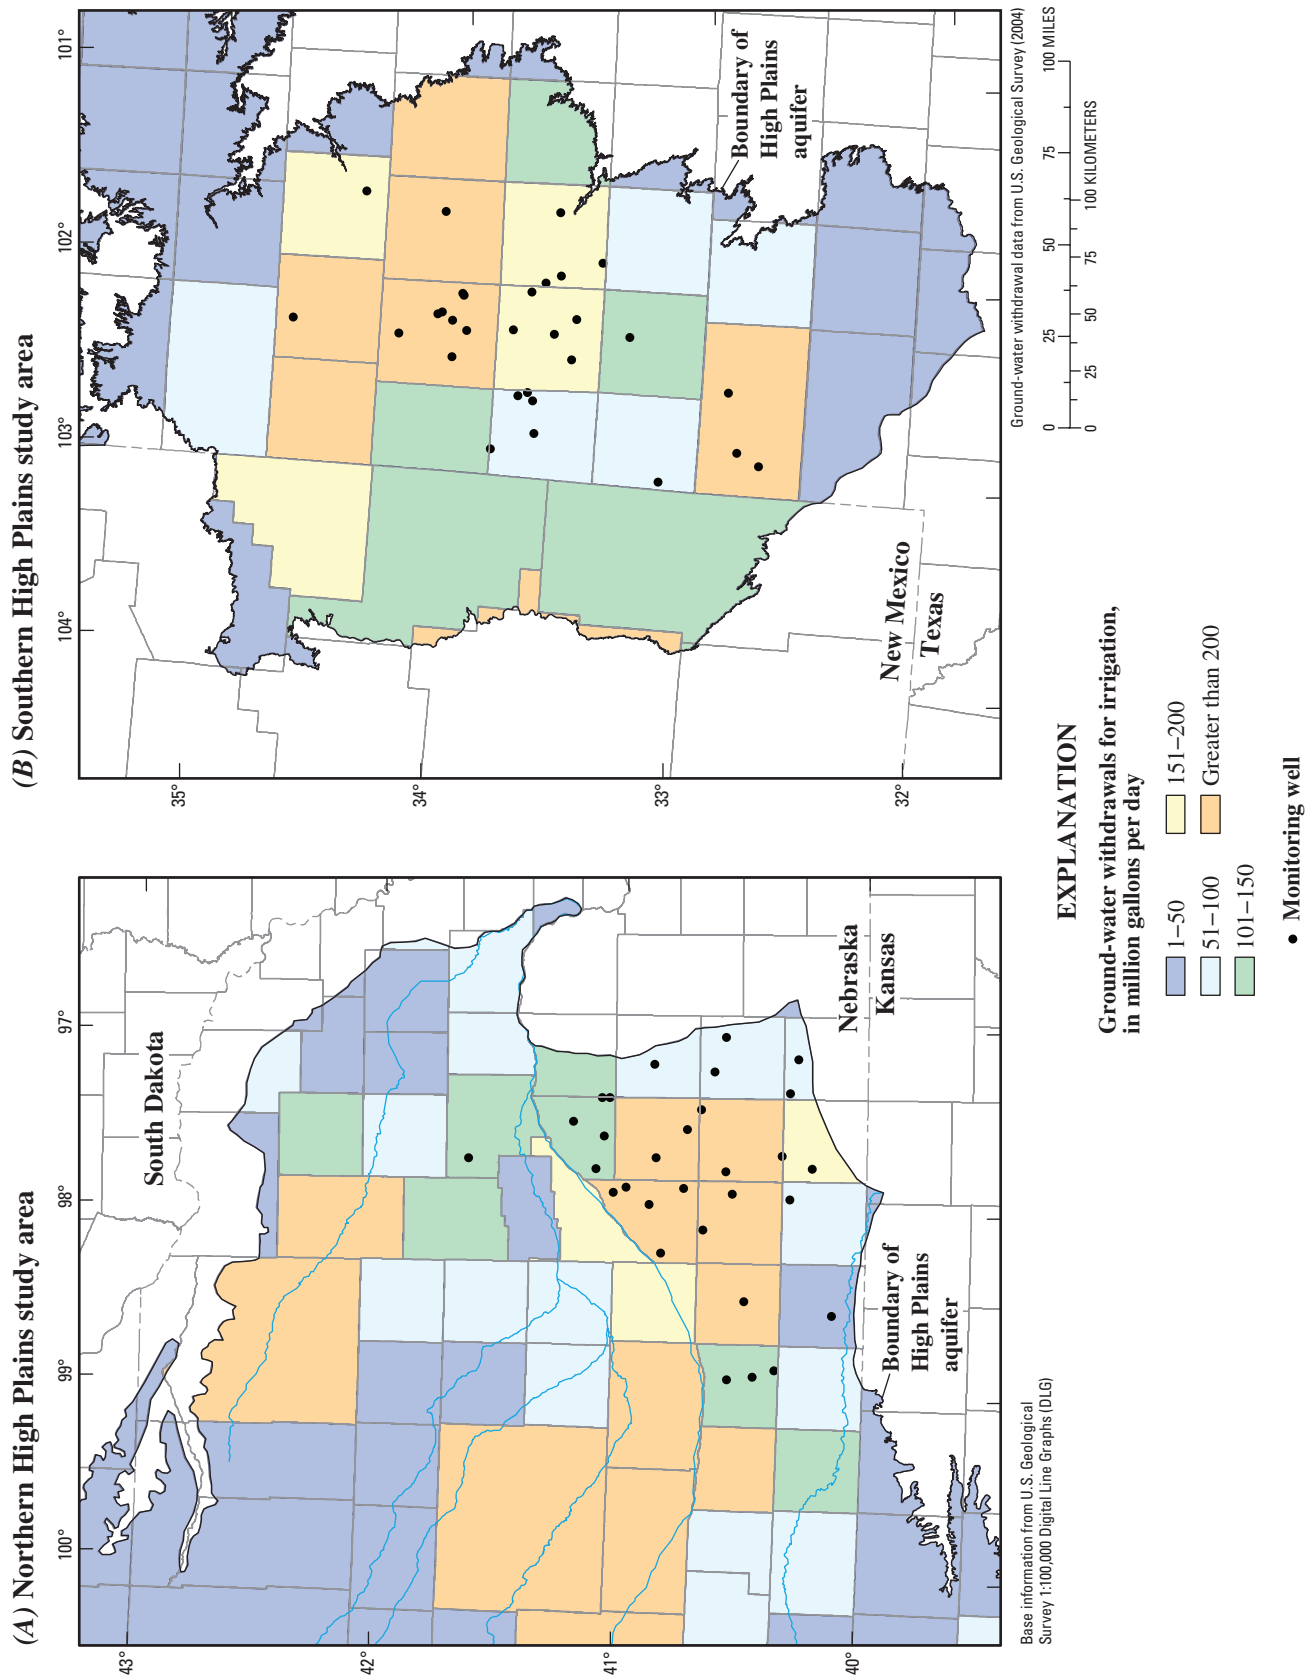 (A) Northern High Plains study area
100°
99°
98°
97°
43°
42°
41°
40°
South Dakota
Nebraska
Kansas
Boundary of
High Plains
aquifer
Base information from U.S. Geological
Survey 1:100,000 Digital Line Graphs (DLG)
(B) Southern High Plains study area
104°
103°
102°
101°
35°
34°
33°
32°
New Mexico
Texas
Boundary of
High Plains
aquifer
Ground-water withdrawal data from U.S. Geological Survey (2004)
0 25 50 75 100 MILES
0 25 50 75 100 KILOMETERS
EXPLANATION
Ground-water withdrawals for irrigation,
in million gallons per day
1–50
51–100
101–150
151–200
Greater than 200
Monitoring well